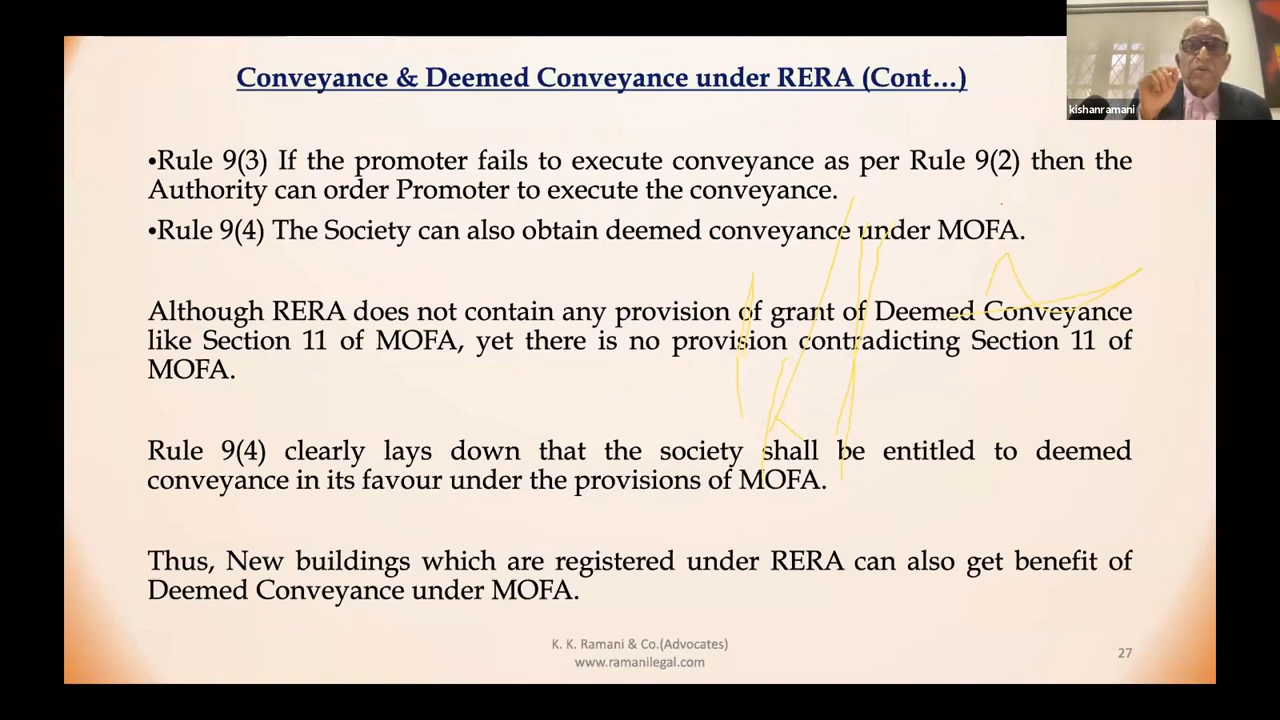 Conveyance & Deemed Conveyance under RERA (Cont...)
kishanramani
•Rule 9(3) If the promoter fails to execute conveyance as per Rule 9(2) then the
Authority can order Promoter to execute the conveyance.
•Rule 9(4) The Society can also obtain deemed conveyance under MOFA.
Although RERA does not contain any provision of grant of Deemed Conveyance
like Section 11 of MOFA, yet there is no provision contradicting Section 11 of
MOFA.
Rule 9(4) clearly lays down that the society shall be entitled to deemed
conveyance in its favour under the provisions of MOFA.
Thus, New buildings which are registered under RERA can also get benefit of
Deemed Conveyance under MOFA.
K. K. Ramani & Co.(Advocates)
www.ramanilegal.com
27